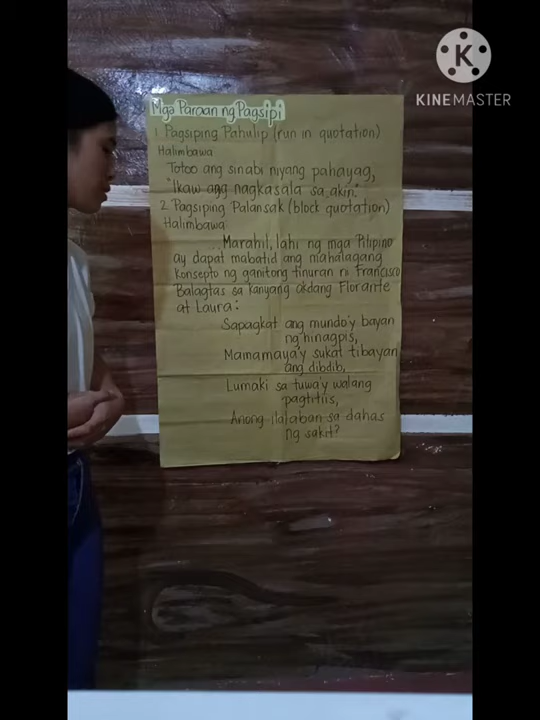 KINEMASTER
Mga Paraan ng Pagsipi
1. Pagsiping Pahulip (run in quotation)
Halimbawa
Totoo ang sinabi niyang pahayag,
"Ikaw ang nagkasala sa akin."
2. Pagsiping Palansak (block quotation)
Halimbawa
...Marahil, lahi ng mga Pilipino
ay dapat mabatid ang mahalagang
konsepto ng ganitong tinuran ni Francisco
Balagtas sa kanyang akdang Florante
at Laura:
Sapagkat ang mundo'y bayan
ng hinagpis,
Mamamaya'y sukat tibayan
ang dibdib,
Lumaki sa tuwa'y walang
pagtitiis,
Anong ilalaban sa dahas
ng sakit?